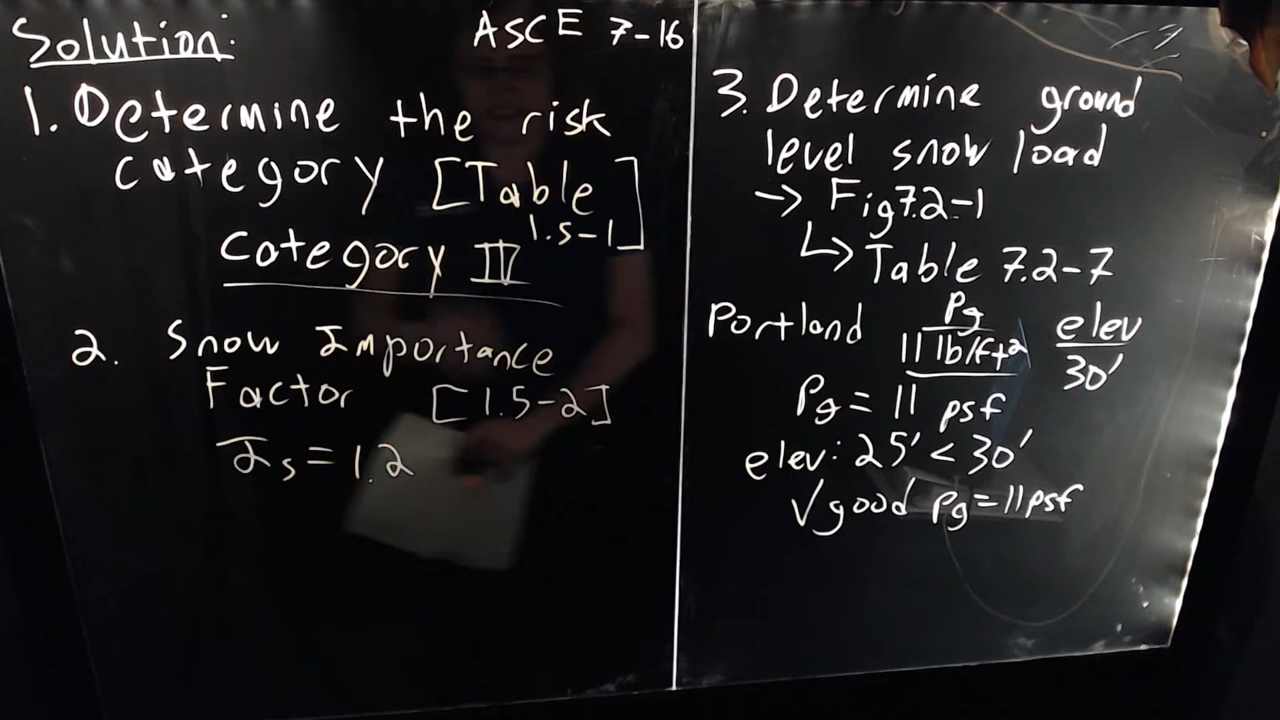 Solution:
ASCE 7-16
1. Determine the risk
category [Table
1.5-1]
Category IV
2. Snow Importance
Factor [1.5-2]
Is = 1.2
3. Determine ground
level snow load
-> Fig 7.2-1
↳ Table 7.2-7
Pg elev
Portland 11 lb/ft² 30'
Pg = 11 psf
elev: 25' < 30'
√ good Pg = 11 psf